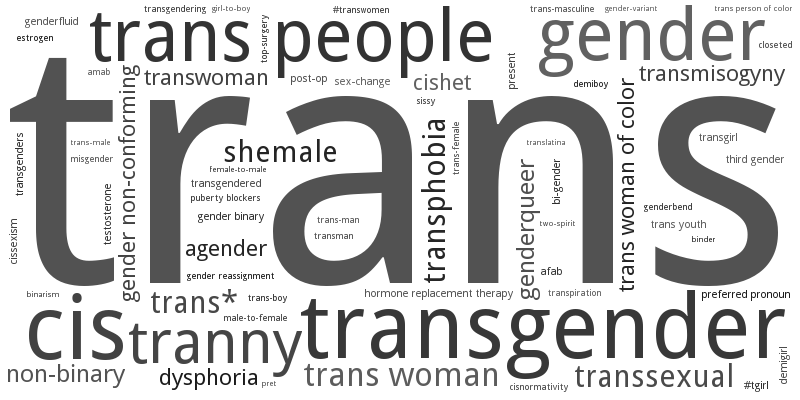 genderfluid
transgendering
girl-to-boy
#transwomen
trans-masculine
gender-variant
trans person of color
estrogen
trans people
top-surgery
gender
closeted
amab
transwoman
post-op
sex-change
cishet
present
demiboy
transmisogyny
sissy
trans
trans-male
misgender
transgenders
testosterone
gender non-conforming
shemale
female-to-male
transgendered
puberty blockers
gender binary
trans-man
transman
transphobia
trans-female
translatina
bi-gender
genderqueer
two-spirit
trans woman of color
transgirl
third gender
genderbend
trans youth
binder
cissexism
agender
gender reassignment
afab
binarism
trans*
trans-boy
hormone replacement therapy
transpiration
preferred pronoun
male-to-female
cis
tranny
transgender
non-binary
dysphoria
pret
trans woman
cisnormativity
transsexual
#tgirl
demigirl